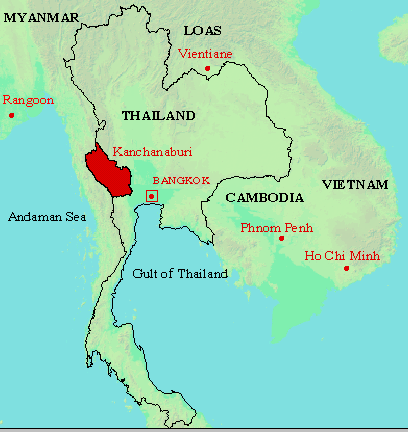 MYANMAR
LOAS
Vientiane
Rangoon
THAILAND
Kanchanaburi
BANGKOK
VIETNAM
CAMBODIA
Andaman Sea
Phnom Penh
Ho Chi Minh
Gulf of Thailand